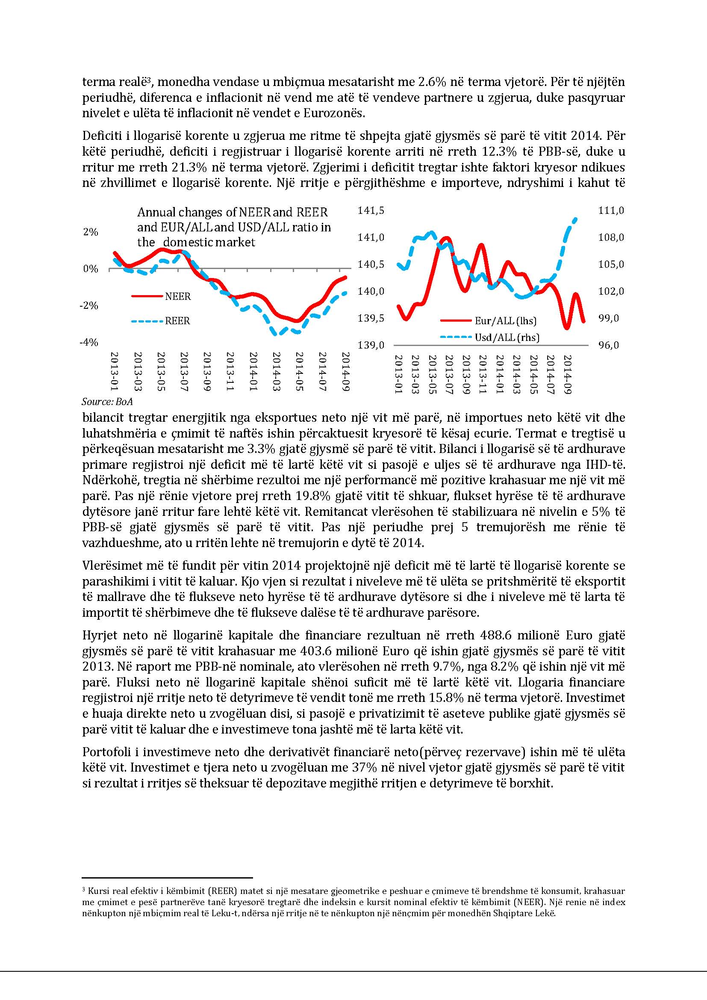 terma realë³, monedha vendase u mbiçmua mesatarisht me 2.6% në terma vjetorë. Për të njëjtën
periudhë, diferenca e inflacionit në vend me atë të vendeve partnere u zgjerua, duke pasqyruar
nivelet e ulëta të inflacionit në vendet e Eurozonës.
Deficiti i llogarisë korente u zgjerua me ritme të shpejta gjatë gjysmës së parë të vitit 2014. Për
këtë periudhë, deficiti i regjistruar i llogarisë korente arriti në rreth 12.3% të PBB-së, duke u
rritur me rreth 21.3% në terma vjetorë. Zgjerimi i deficitit tregtar ishte faktori kryesor ndikues
në zhvillimet e llogarisë korente. Një rritje e përgjithëshme e importeve, ndryshimi i kahut të
Annual changes of NEER and REER
and EUR/ALL and USD/ALL ratio in
the domestic market
2%
0%
-2%
-4%
NEER
REER
2013-01
2013-03
2013-05
2013-07
2013-09
2013-11
2014-01
2014-03
2014-05
2014-07
2014-09
141,5
141,0
140,5
140,0
139,5
139,0
111,0
108,0
105,0
102,0
99,0
96,0
Eur/ALL (lhs)
Usd/ALL (rhs)
2013-01
2013-03
2013-05
2013-07
2013-09
2013-11
2014-01
2014-03
2014-05
2014-07
2014-09
Source: BoA
bilancit tregtar energjitik nga eksportues neto një vit më parë, në importues neto këtë vit dhe
luhatshmëria e çmimit të naftës ishin përcaktuesit kryesorë të kësaj ecurie. Termat e tregtisë u
përkeqësuan mesatarisht me 3.3% gjatë gjysmë së parë të vitit. Bilanci i llogarisë së të ardhurave
primare regjistroi një deficit më të lartë këtë vit si pasojë e uljes së të ardhurave nga IHD-të.
Ndërkohë, tregtia në shërbime rezultoi me një performancë më pozitive krahasuar me një vit më
parë. Pas një rënie vjetore prej rreth 19.8% gjatë vitit të shkuar, flukset hyrëse të të ardhurave
dytësore janë rritur fare lehtë këtë vit. Remitancat vlerësohen të stabilizuara në nivelin e 5% të
PBB-së gjatë gjysmës së parë të vitit. Pas një periudhe prej 5 tremujorësh me rënie të
vazhdueshme, ato u rritën lehte në tremujorin e dytë të 2014.
Vlerësimet më të fundit për vitin 2014 projektojnë një deficit më të lartë të llogarisë korente se
parashikimi i vitit të kaluar. Kjo vjen si rezultat i niveleve më të ulëta se pritshmëritë të eksportit
të mallrave dhe të flukseve neto hyrëse të të ardhurave dytësore si dhe i niveleve më të larta të
importit të shërbimeve dhe të flukseve dalëse të të ardhurave parësore.
Hyrjet neto në llogarinë kapitale dhe financiare rezultuan në rreth 488.6 milionë Euro gjatë
gjysmës së parë të vitit krahasuar me 403.6 milionë Euro që ishin gjatë gjysmës së parë të vitit
2013. Në raport me PBB-në nominale, ato vlerësohen në rreth 9.7%, nga 8.2% që ishin një vit më
parë. Fluksi neto në llogarinë kapitale shënoi suficit më të lartë këtë vit. Llogaria financiare
regjistroi një rritje neto të detyrimeve të vendit tonë me rreth 15.8% në terma vjetorë. Investimet
e huaja direkte neto u zvogëluan disi, si pasojë e privatizimit të aseteve publike gjatë gjysmës së
parë vitit të kaluar dhe e investimeve tona jashtë më të larta këtë vit.
Portofoli i investimeve neto dhe derivativët financiarë neto(përveç rezervave) ishin më të ulëta
këtë vit. Investimet e tjera neto u zvogëluan me 37% në nivel vjetor gjatë gjysmës së parë të vitit
si rezultat i rritjes së theksuar të depozitave megjithë rritjen e detyrimeve të borxhit.
³ Kursi real efektiv i këmbimit (REER) matet si një mesatare gjeometrike e peshuar e çmimeve të brendshme të konsumit, krahasuar
me çmimet e pesë partnerëve tanë kryesorë tregtarë dhe indeksin e kursit nominal efektiv të këmbimit (NEER). Një renie në index
nënkupton një mbiçmim real të Leku-t, ndërsa një rritje në te nënkupton një nënçmim për monedhën Shqiptare Lekë.